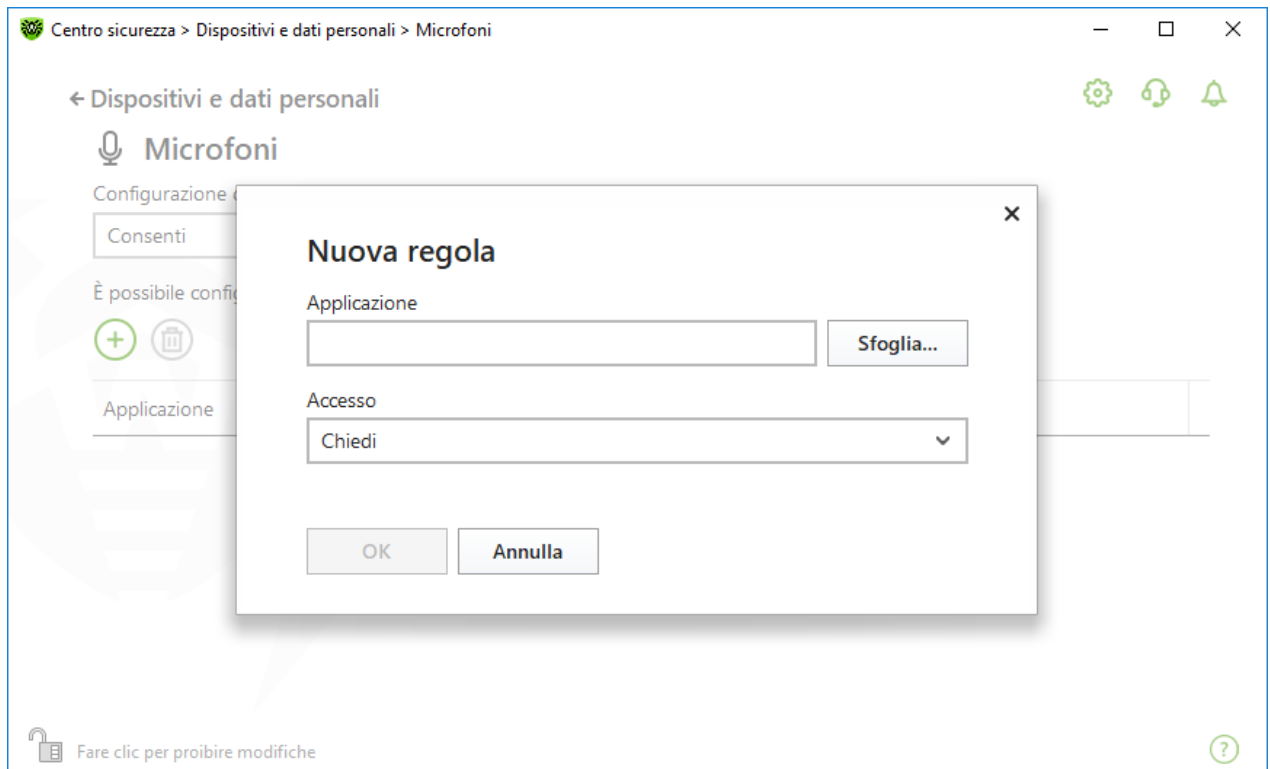 Centro sicurezza > Dispositivi e dati personali > Microfoni
Dispositivi e dati personali
Microfoni
Configurazione
Consenti
È possibile
Applicazione
Nuova regola
Applicazione
Sfoglia...
Accesso
Chiedi
OK
Annulla
Fare clic per proibire modifiche
?